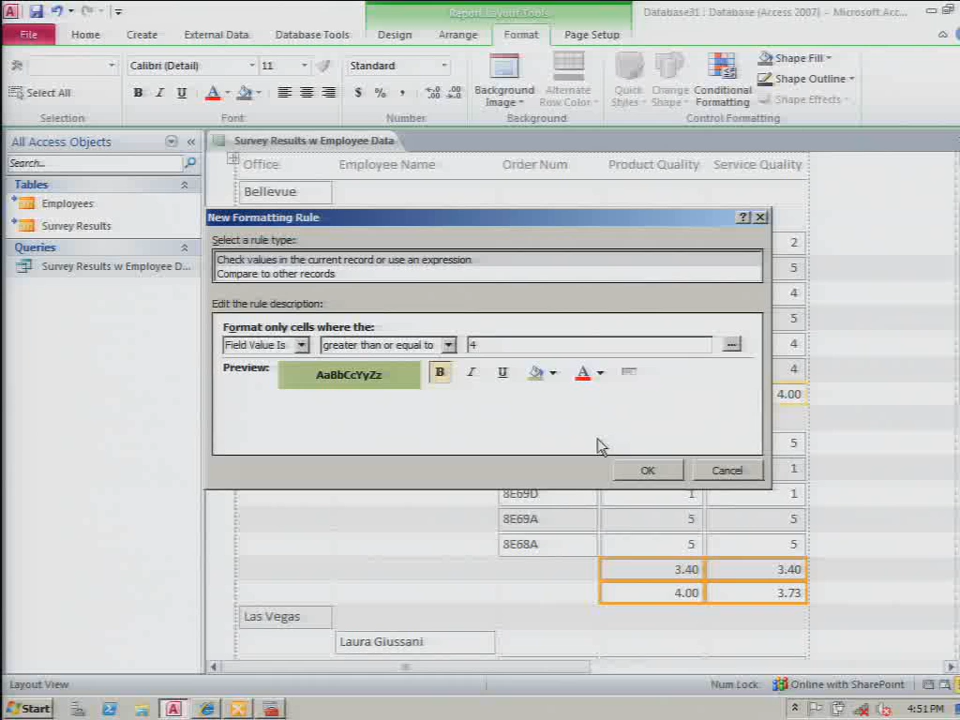 Report Layout Tools
Database31 : Database (Access 2007) - Microsoft Acc...
File Home Create External Data Database Tools Design Arrange Format Page Setup
Calibri (Detail) 11 Standard
Select All
B I U A $ % ,
Background Image
Alternate Row Color
Quick Styles
Change Shape
Conditional Formatting
Shape Fill
Shape Outline
Shape Effects
Selection Font Number Background Control Formatting
All Access Objects
Search...
Tables
Employees
Survey Results
Queries
Survey Results w Employee D...
Survey Results w Employee Data
Office Employee Name Order Num Product Quality Service Quality
Bellevue
New Formatting Rule
Select a rule type:
Check values in the current record or use an expression
Compare to other records
Edit the rule description:
Format only cells where the:
Field Value Is greater than or equal to 4
Preview: AaBbCcYyZz B I U A
OK Cancel
2
5
4
5
4
4
4.00
5
1
8E69D 1 1
8E69A 5 5
8E68A 5 5
3.40 3.40
4.00 3.73
Las Vegas
Laura Giussani
Layout View
Num Lock
Online with SharePoint
Start
4:51 PM